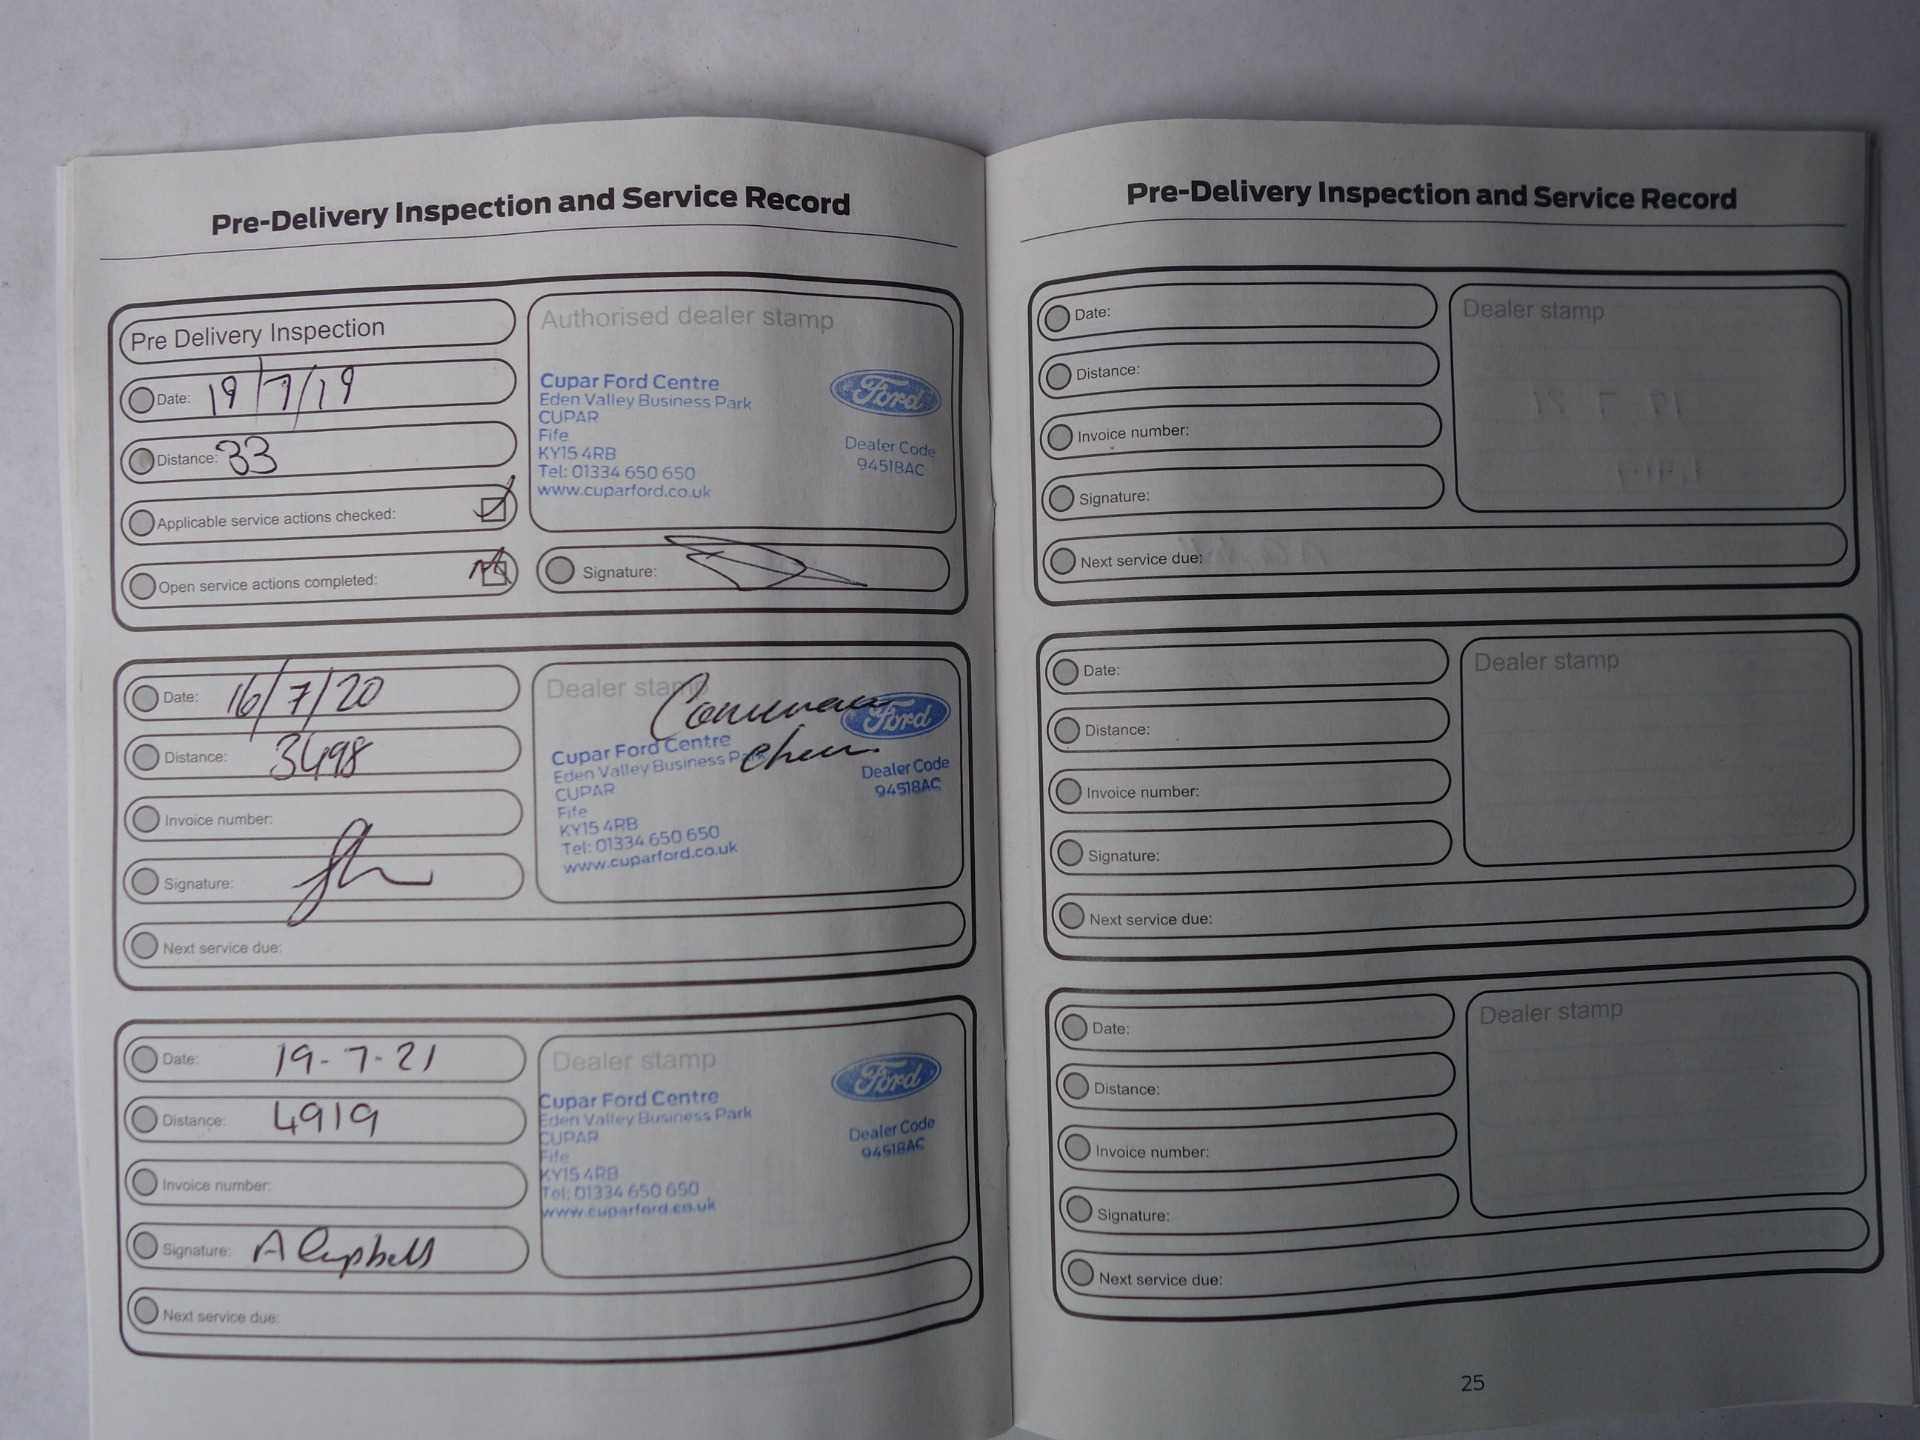 Pre-Delivery Inspection and Service Record
Pre Delivery Inspection
Date: 19/7/19
Distance: 33
Applicable service actions checked:
Open service actions completed:
Authorised dealer stamp
Cupar Ford Centre
Eden Valley Business Park
CUPAR
Fife
KY15 4RB
Tel: 01334 650 650
www.cuparford.co.uk
Ford
Dealer Code
94518AC
Signature:
Date: 16/7/20
Distance: 3498
Invoice number:
Signature:
Next service due:
Dealer stamp
Cupar Ford Centre
Eden Valley Business Park
CUPAR
Fife
KY15 4RB
Tel: 01334 650 650
www.cuparford.co.uk
Ford
Dealer Code
94518AC
Date: 19-7-21
Distance: 4919
Invoice number:
Signature: A Campbell
Next service due:
Dealer stamp
Cupar Ford Centre
Eden Valley Business Park
CUPAR
Fife
KY15 4RB
Tel: 01334 650 650
www.cuparford.co.uk
Ford
Dealer Code
94518AC
Pre-Delivery Inspection and Service Record
Date:
Distance:
Invoice number:
Signature:
Next service due:
Dealer stamp
Date:
Distance:
Invoice number:
Signature:
Next service due:
Dealer stamp
Date:
Distance:
Invoice number:
Signature:
Next service due:
Dealer stamp
25